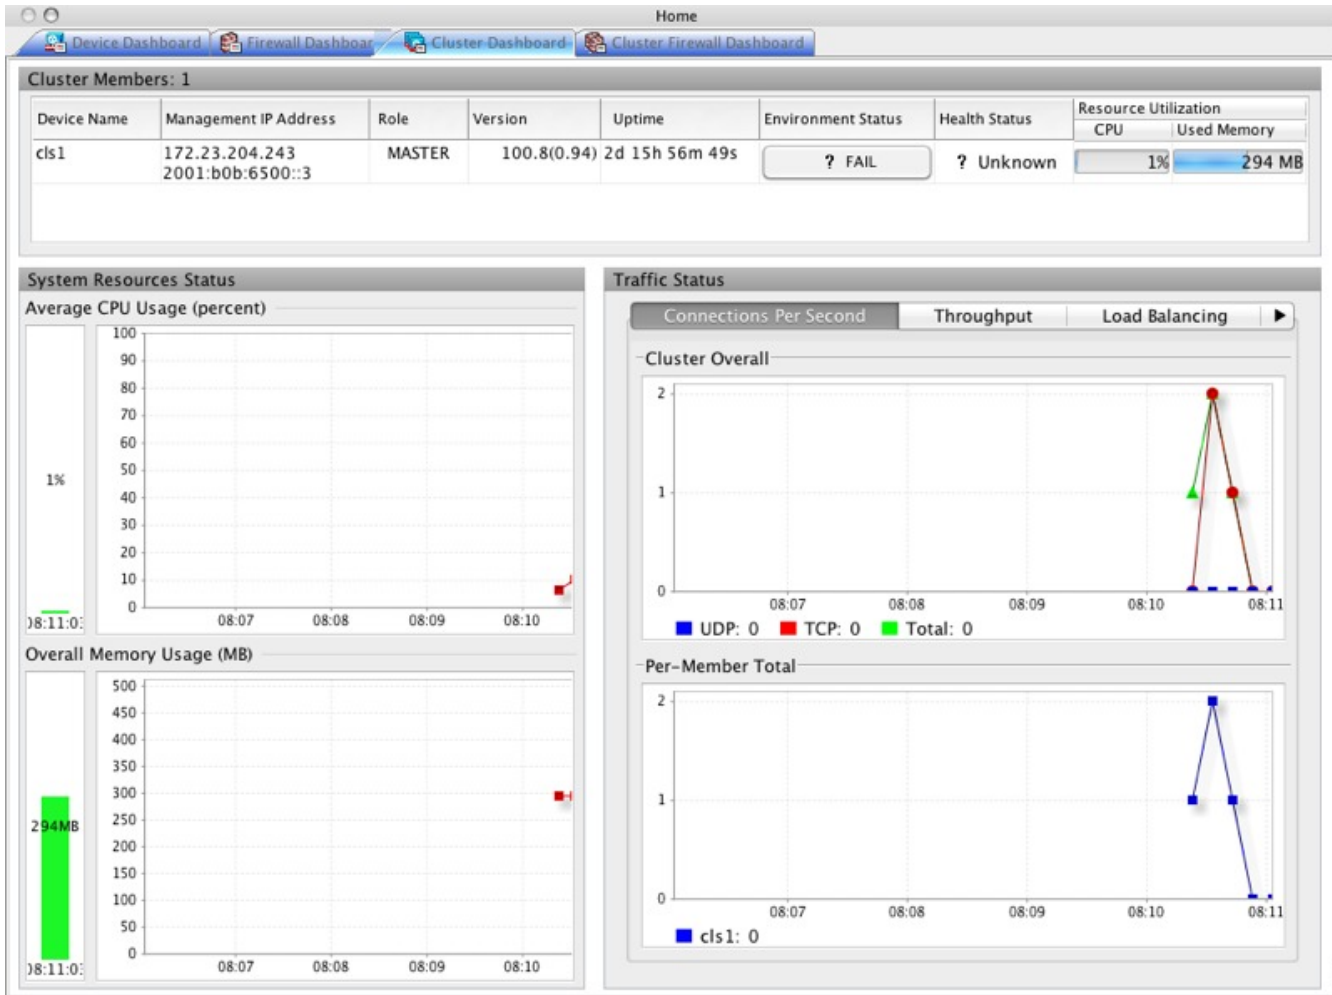 Home
Device Dashboard Firewall Dashboar Cluster Dashboard Cluster Firewall Dashboard
Cluster Members: 1
Device Name Management IP Address Role Version Uptime Environment Status Health Status Resource Utilization
CPU Used Memory
cls1 172.23.204.243 MASTER 100.8(0.94) 2d 15h 56m 49s ? FAIL ? Unknown 1% 294 MB
2001:b0b:6500::3
System Resources Status
Average CPU Usage (percent)
100
90
80
70
60
50
40
30
20
10
0
1%
08:07 08:08 08:09 08:10
Overall Memory Usage (MB)
500
450
400
350
300
250
200
150
100
50
0
294MB
08:07 08:08 08:09 08:10
Traffic Status
Connections Per Second Throughput Load Balancing
Cluster Overall
2
1
0
08:07 08:08 08:09 08:10 08:11
UDP: 0 TCP: 0 Total: 0
Per-Member Total
2
1
0
08:07 08:08 08:09 08:10 08:11
cls1: 0